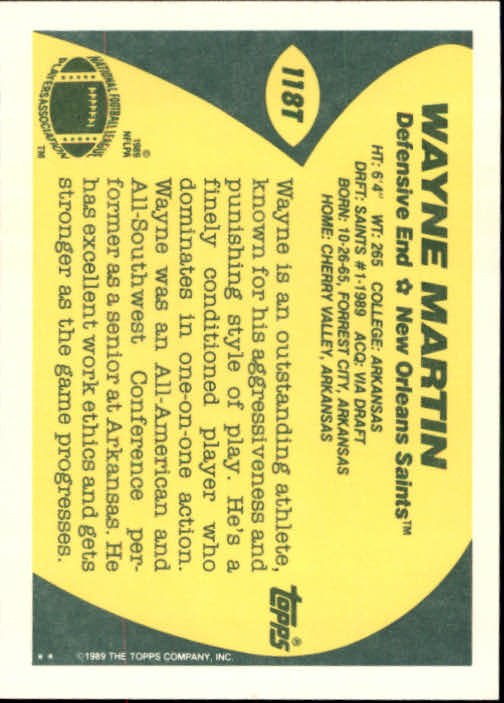 118T
WAYNE MARTIN
Defensive End ✩ New Orleans Saints™
HT: 6'4" WT: 265 COLLEGE: ARKANSAS
DRFT: SAINTS #1-1989 ACQ: VIA DRAFT
BORN: 10-26-65, FORREST CITY, ARKANSAS
HOME: CHERRY VALLEY, ARKANSAS
Wayne is an outstanding athlete,
known for his aggressiveness and
punishing style of play. He's a
finely conditioned player who
dominates in one-on-one action.
Wayne was an All-American and
All-Southwest Conference per-
former as a senior at Arkansas. He
has excellent work ethics and gets
stronger as the game progresses.
NATIONAL FOOTBALL LEAGUE
PLAYERS ASSOCIATION
™
©
1989
NFLPA
TOPPS®
** ©1989 THE TOPPS COMPANY, INC.